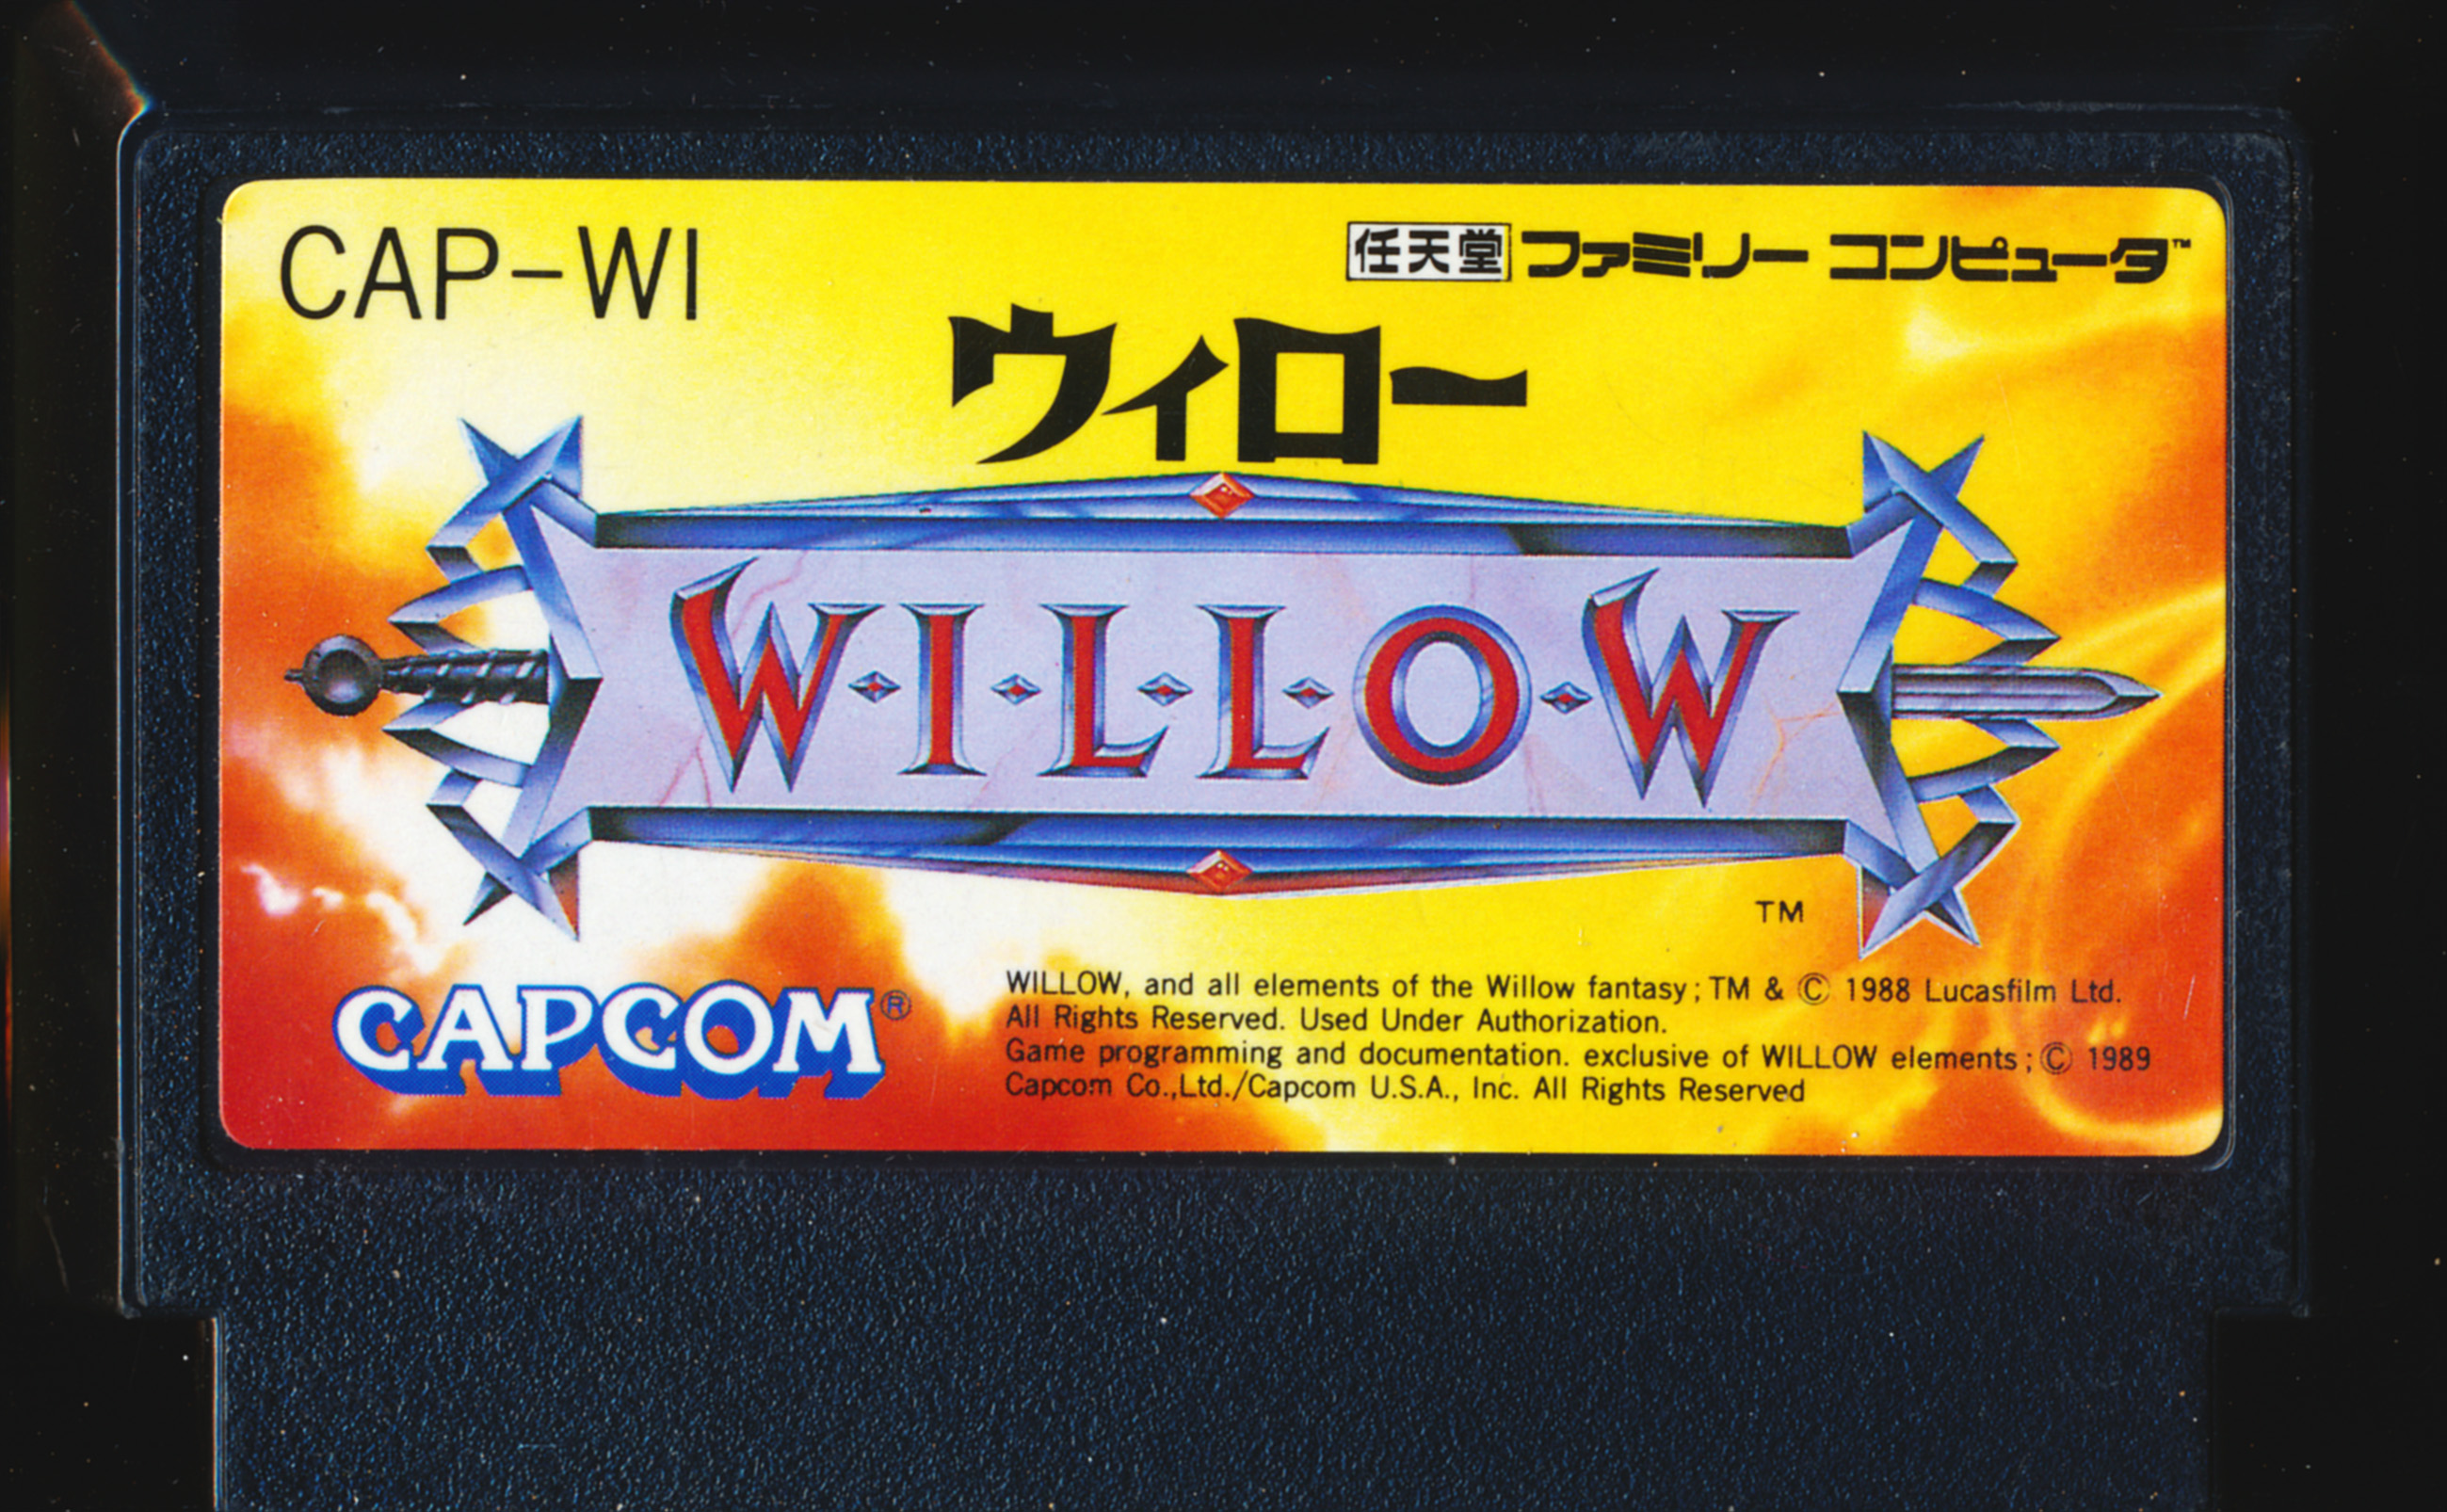 CAP-WI
任天堂 ファミリー コンピュータ™
ウィロー
W·I·L·L·O·W
TM
CAPCOM®
WILLOW, and all elements of the Willow fantasy; TM & © 1988 Lucasfilm Ltd.
All Rights Reserved. Used Under Authorization.
Game programming and documentation. exclusive of WILLOW elements; © 1989
Capcom Co.,Ltd./Capcom U.S.A., Inc. All Rights Reserved